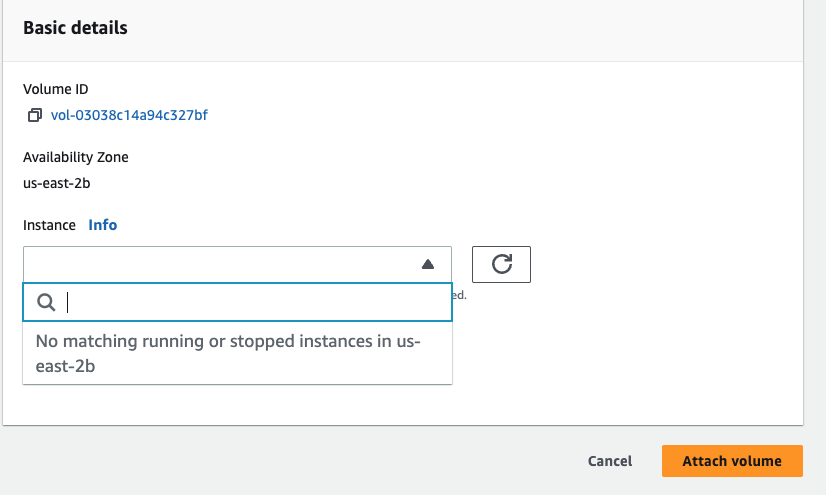 Basic details
Volume ID
vol-03038c14a94c327bf
Availability Zone
us-east-2b
Instance Info
ed.
No matching running or stopped instances in us-
east-2b
Cancel Attach volume